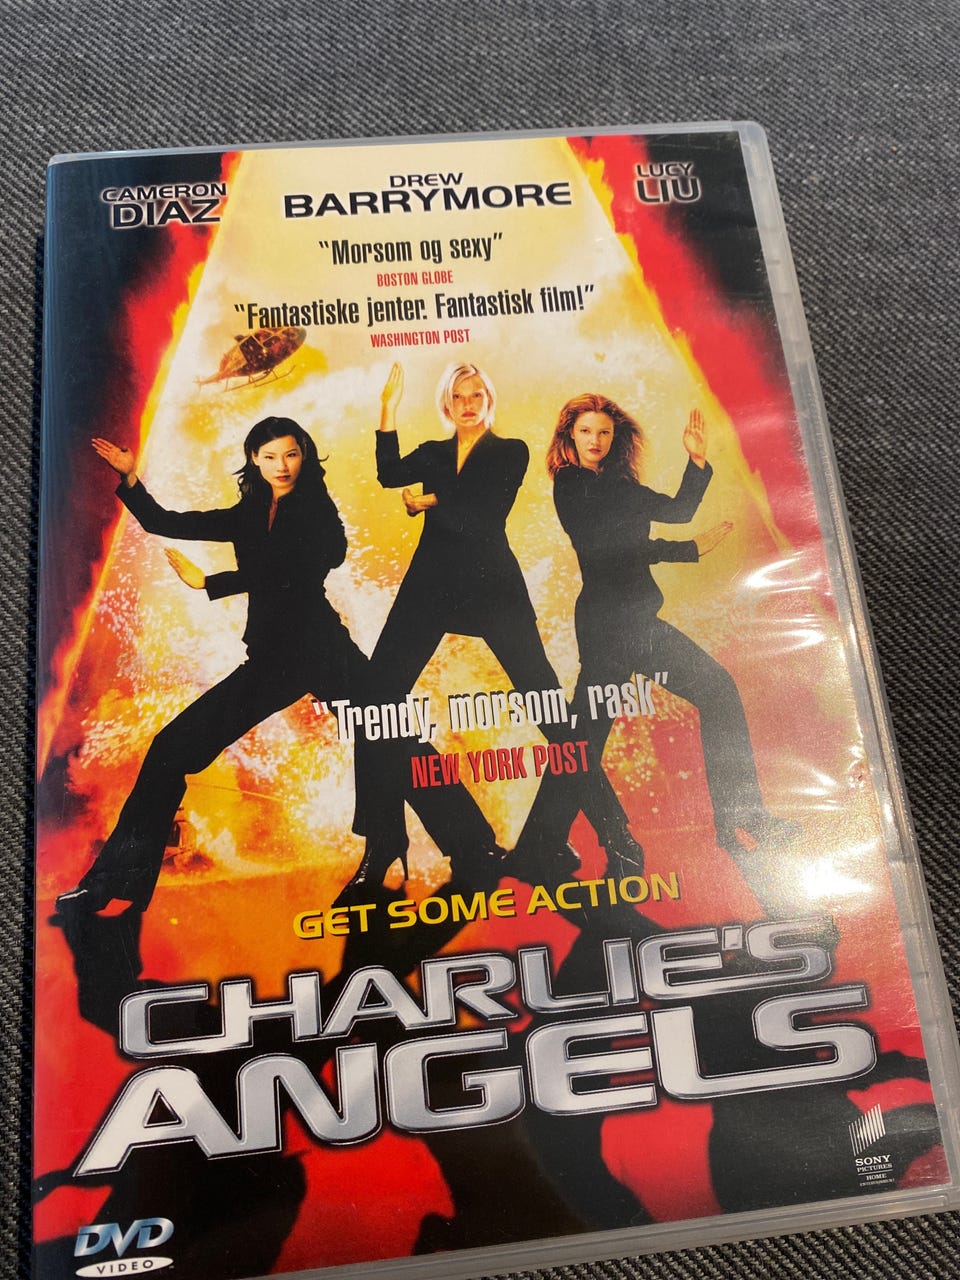 CAMERON
DIAZ
DREW
BARRYMORE
LUCY
LIU
"Morsom og sexy"
BOSTON GLOBE
"Fantastiske jenter. Fantastisk film!"
WASHINGTON POST
"Trendy, morsom, rask"
NEW YORK POST
GET SOME ACTION
CHARLIE'S
ANGELS
SONY
PICTURES
HOME
ENTERTAINMENT
DVD
VIDEO